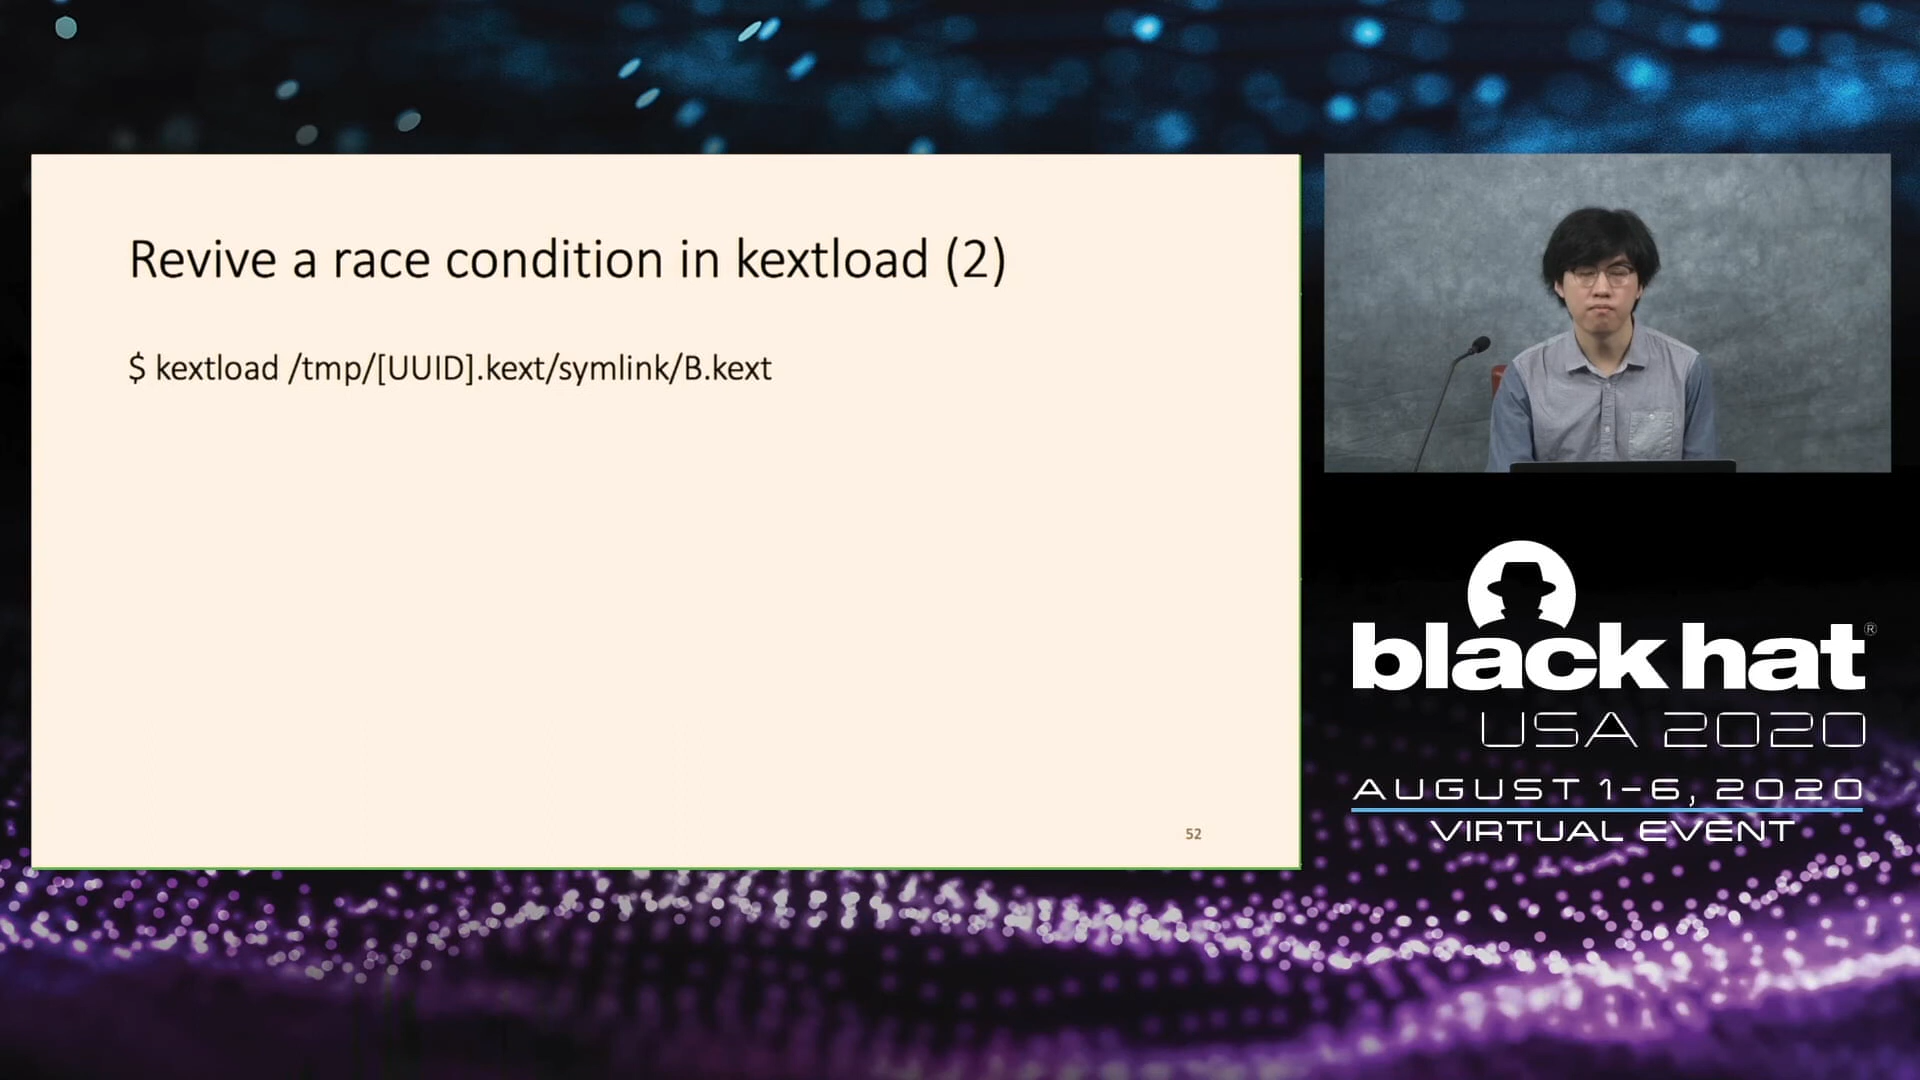 Revive a race condition in kextload (2)
$ kextload /tmp/[UUID].kext/symlink/B.kext
52
black hat®
USA 2020
AUGUST 1-6, 2020
VIRTUAL EVENT